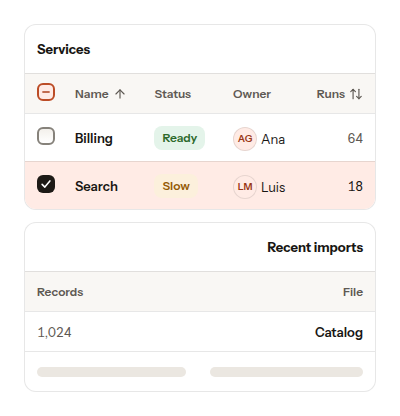 Services
Name Status Owner Runs
Billing Ready AG Ana 64
Search Slow LM Luis 18
Recent imports
Records File
1,024 Catalog